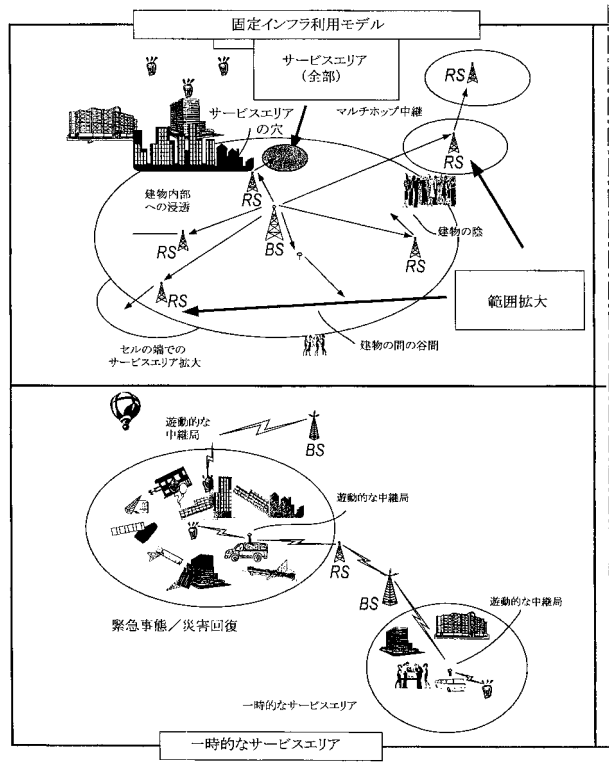 固定インフラ利用モデル
サービスエリア
(全部)
RS
サービスエリア
の穴
マルチホップ中継
RS
RS
建物内部
への浸透
建物の陰
RS
BS
RS
RS
範囲拡大
セルの端での
サービスエリア拡大
建物の間の谷間
遊動的な
中継局
BS
遊動的な中継局
RS
BS
遊動的な中継局
緊急事態/災害回復
一時的なサービスエリア
一時的なサービスエリア